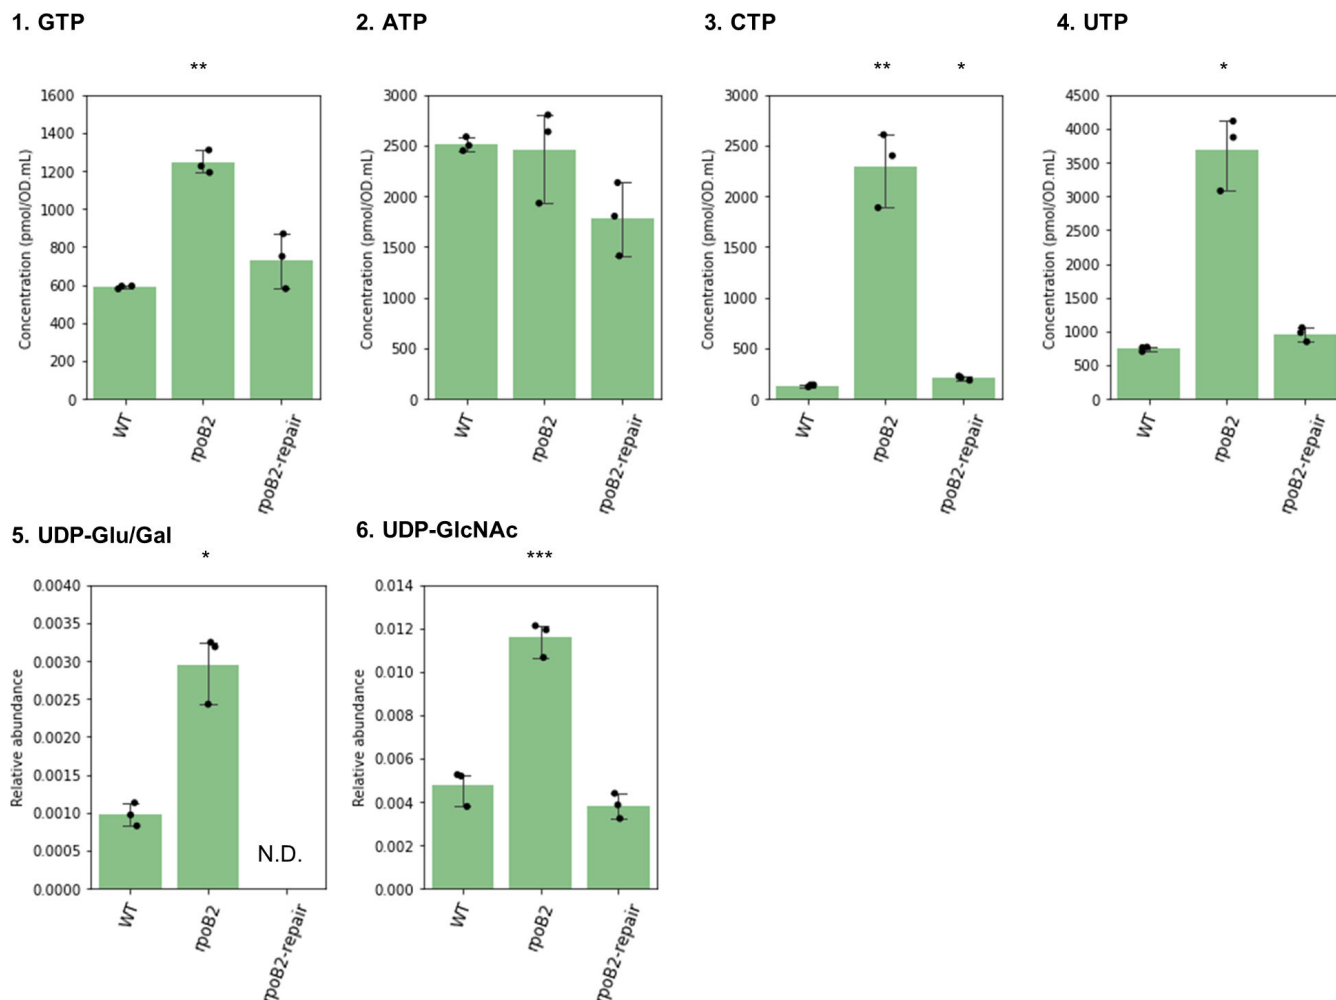 1. GTP
2. ATP
3. CTP
4. UTP
**
**
*
*
Concentration (pmol/OD.mL)
1600
1400
1200
1000
800
600
400
200
0
WT
rpoB2
rpoB2-repair
Concentration (pmol/OD.mL)
3000
2500
2000
1500
1000
500
0
WT
rpoB2
rpoB2-repair
Concentration (pmol/OD.mL)
3000
2500
2000
1500
1000
500
0
WT
rpoB2
rpoB2-repair
Concentration (pmol/OD.mL)
4500
4000
3500
3000
2500
2000
1500
1000
500
0
WT
rpoB2
rpoB2-repair
5. UDP-Glu/Gal
6. UDP-GlcNAc
*
***
Relative abundance
0.0040
0.0035
0.0030
0.0025
0.0020
0.0015
0.0010
0.0005
0.0000
N.D.
WT
rpoB2
rpoB2-repair
Relative abundance
0.014
0.012
0.010
0.008
0.006
0.004
0.002
0.000
WT
rpoB2
rpoB2-repair